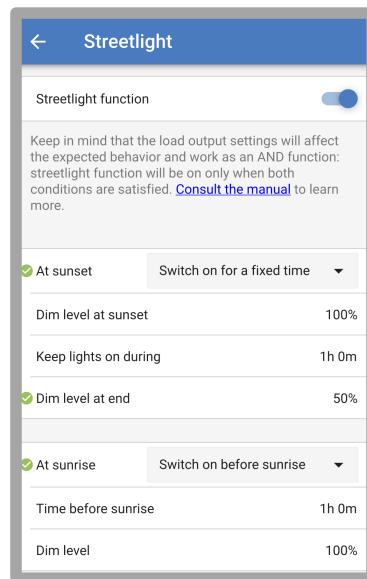 Streetlight
Streetlight function
Keep in mind that the load output settings will affect
the expected behavior and work as an AND function:
streetlight function will be on only when both
conditions are satisfied. Consult the manual to learn
more.
At sunset Switch on for a fixed time
Dim level at sunset 100%
Keep lights on during 1h 0m
Dim level at end 50%
At sunrise Switch on before sunrise
Time before sunrise 1h 0m
Dim level 100%